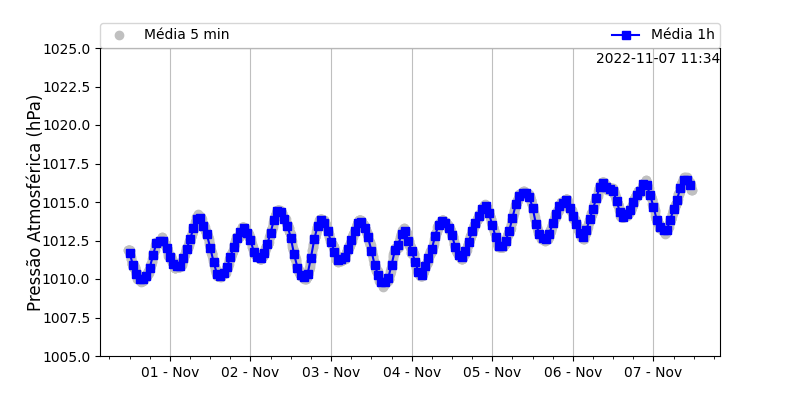 Média 5 min
Média 1h
2022-11-07 11:34
Pressão Atmosférica (hPa)
1025.0
1022.5
1020.0
1017.5
1015.0
1012.5
1010.0
1007.5
1005.0
01 - Nov
02 - Nov
03 - Nov
04 - Nov
05 - Nov
06 - Nov
07 - Nov